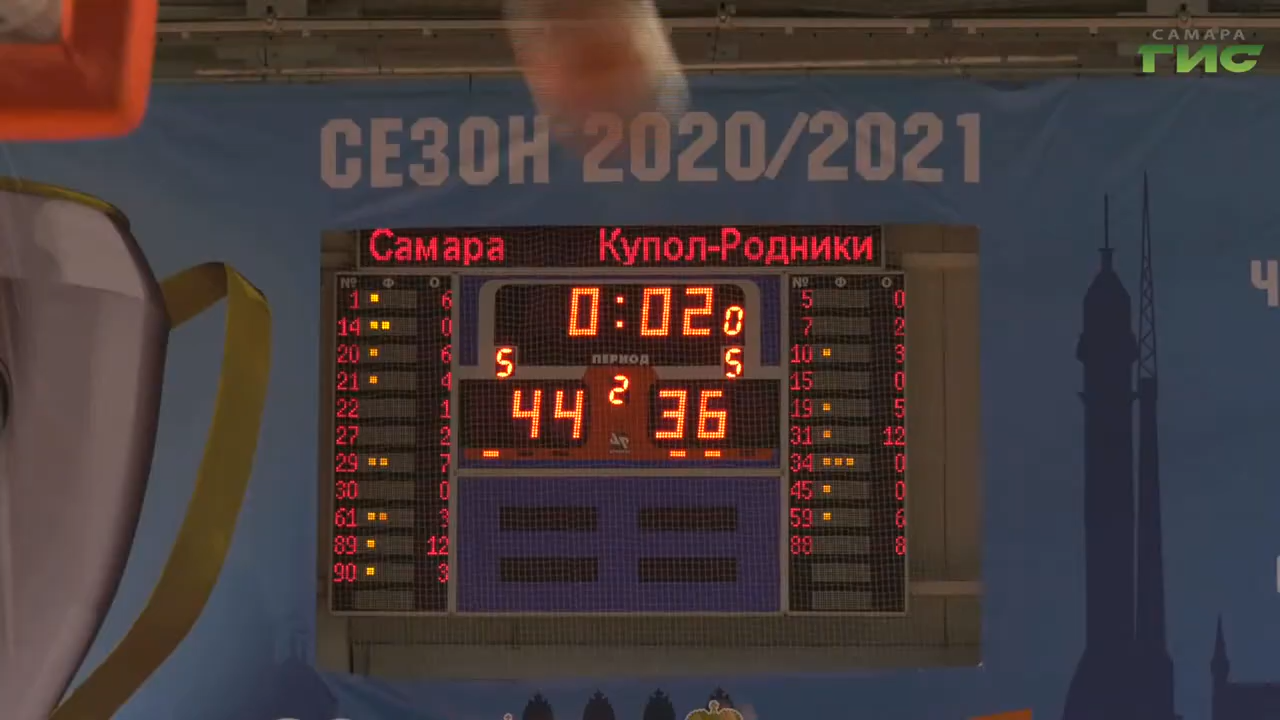 САМАРА
ГИС
СЕЗОН 2020/2021
Самара Купол-Родники
№ Ф О
0:02 0
№ Ф О
5 ПЕРИОД 5
44 2 36
1 6
14 0
20 6
21 4
22 1
27 2
29 7
30 0
61 3
89 12
90 3
5 0
7 2
10 3
15 0
19 5
31 12
34 0
45 0
59 6
88 8
Ч